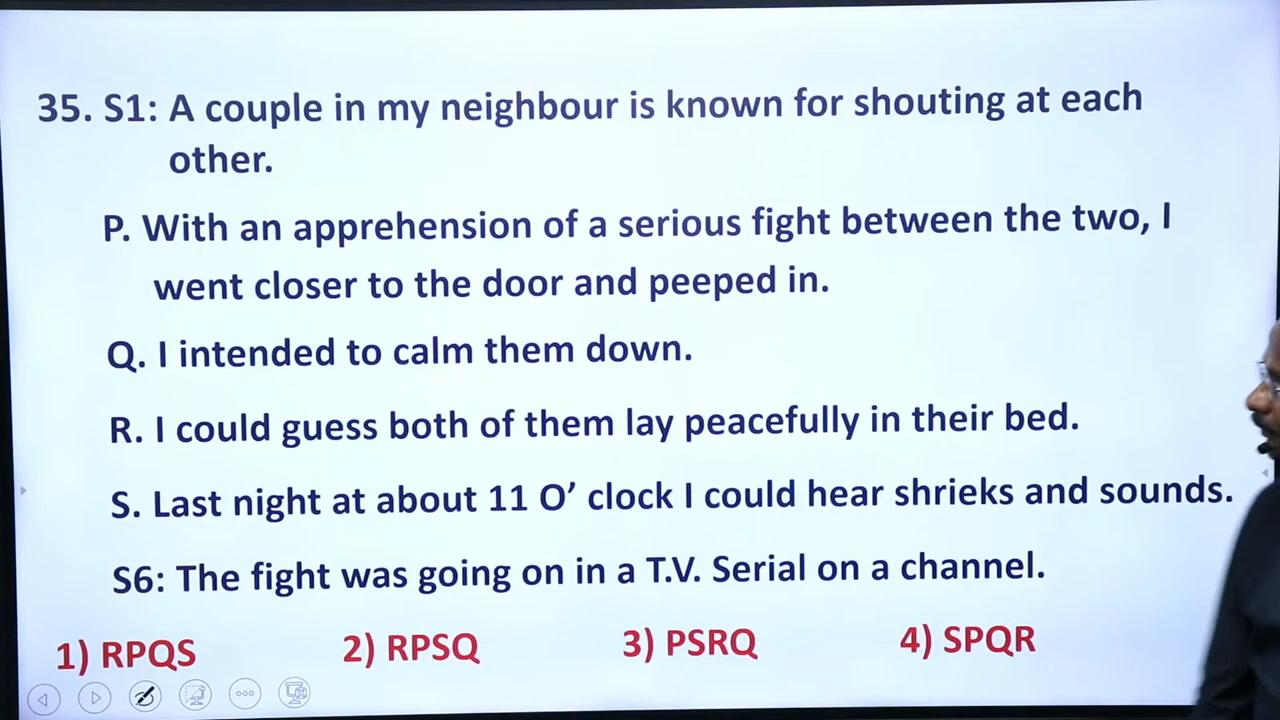 35. S1: A couple in my neighbour is known for shouting at each
other.
P. With an apprehension of a serious fight between the two, I
went closer to the door and peeped in.
Q. I intended to calm them down.
R. I could guess both of them lay peacefully in their bed.
S. Last night at about 11 O’ clock I could hear shrieks and sounds.
S6: The fight was going on in a T.V. Serial on a channel.
1) RPQS 2) RPSQ 3) PSRQ 4) SPQR